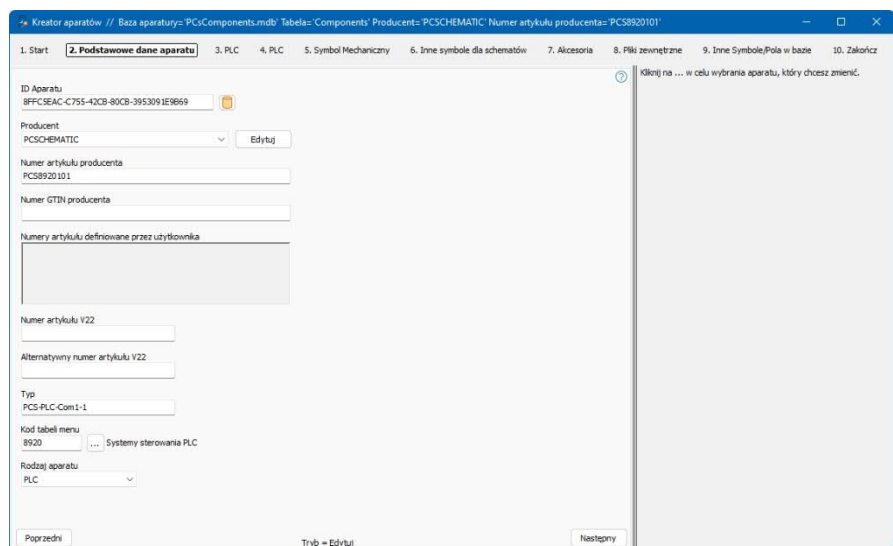 Kreator aparatów // Baza aparatury='PCsComponents.mdb' Tabela='Components' Producent='PCSCHEMATIC' Numer artykułu producenta='PCS8920101'
1. Start 2. Podstawowe dane aparatu 3. PLC 4. PLC 5. Symbol Mechaniczny 6. Inne symbole dla schematów 7. Akcesoria 8. Pliki zewnętrzne 9. Inne Symbole/Pola w bazie 10. Zakończ
Kliknij na ... w celu wybrania aparatu, który chcesz zmienić.
ID Aparatu
8FFC5EAC-C755-42CB-80CB-3953091E9B69
Producent
PCSCHEMATIC Edytuj
Numer artykułu producenta
PCS8920101
Numer GTIN producenta
Numery artykułu definiowane przez użytkownika
Numer artykułu V22
Alternatywny numer artykułu V22
Typ
PCS-PLC-Com1-1
Kod tabeli menu
8920 ... Systemy sterowania PLC
Rodzaj aparatu
PLC
Poprzedni Tryb = Edytuj Następny